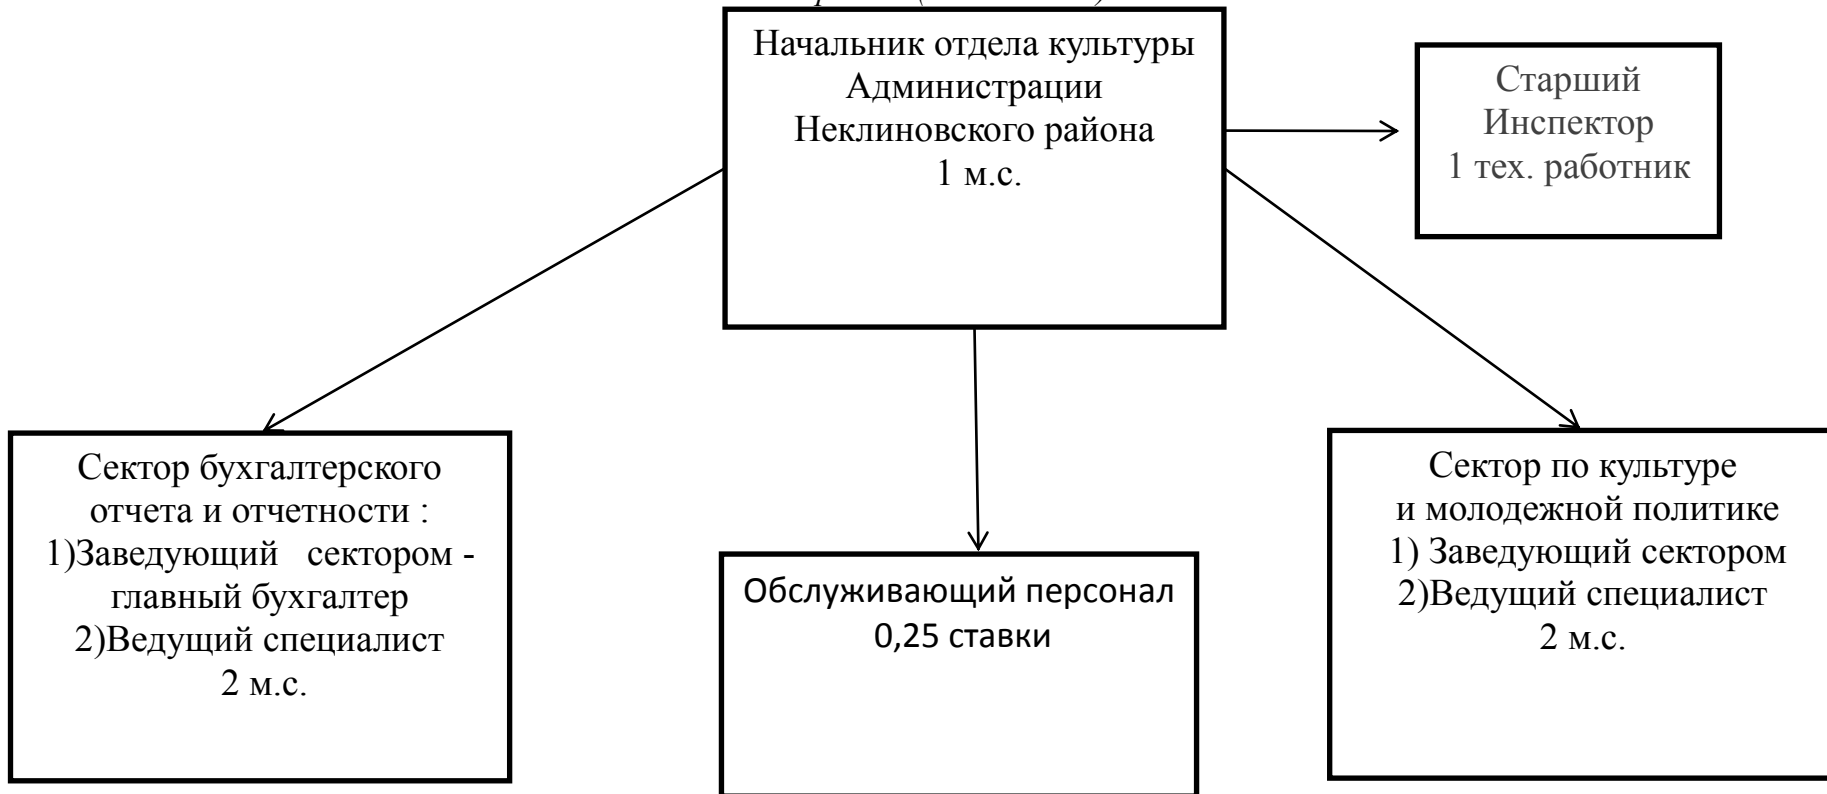 Начальник отдела культуры
Администрации
Неклиновского района
1 м.с.
Старший
Инспектор
1 тех. работник
Сектор бухгалтерского
отчета и отчетности :
1)Заведующий сектором -
главный бухгалтер
2)Ведущий специалист
2 м.с.
Обслуживающий персонал
0,25 ставки
Сектор по культуре
и молодежной политике
1) Заведующий сектором
2)Ведущий специалист
2 м.с.